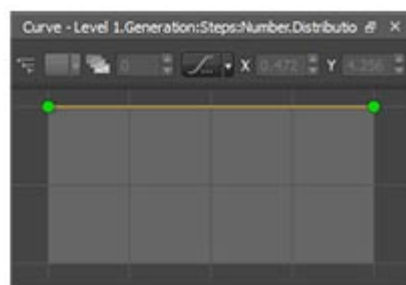 Curve - Level 1.Generation:Steps:Number.Distributio
0 X 0.472 Y 4.256